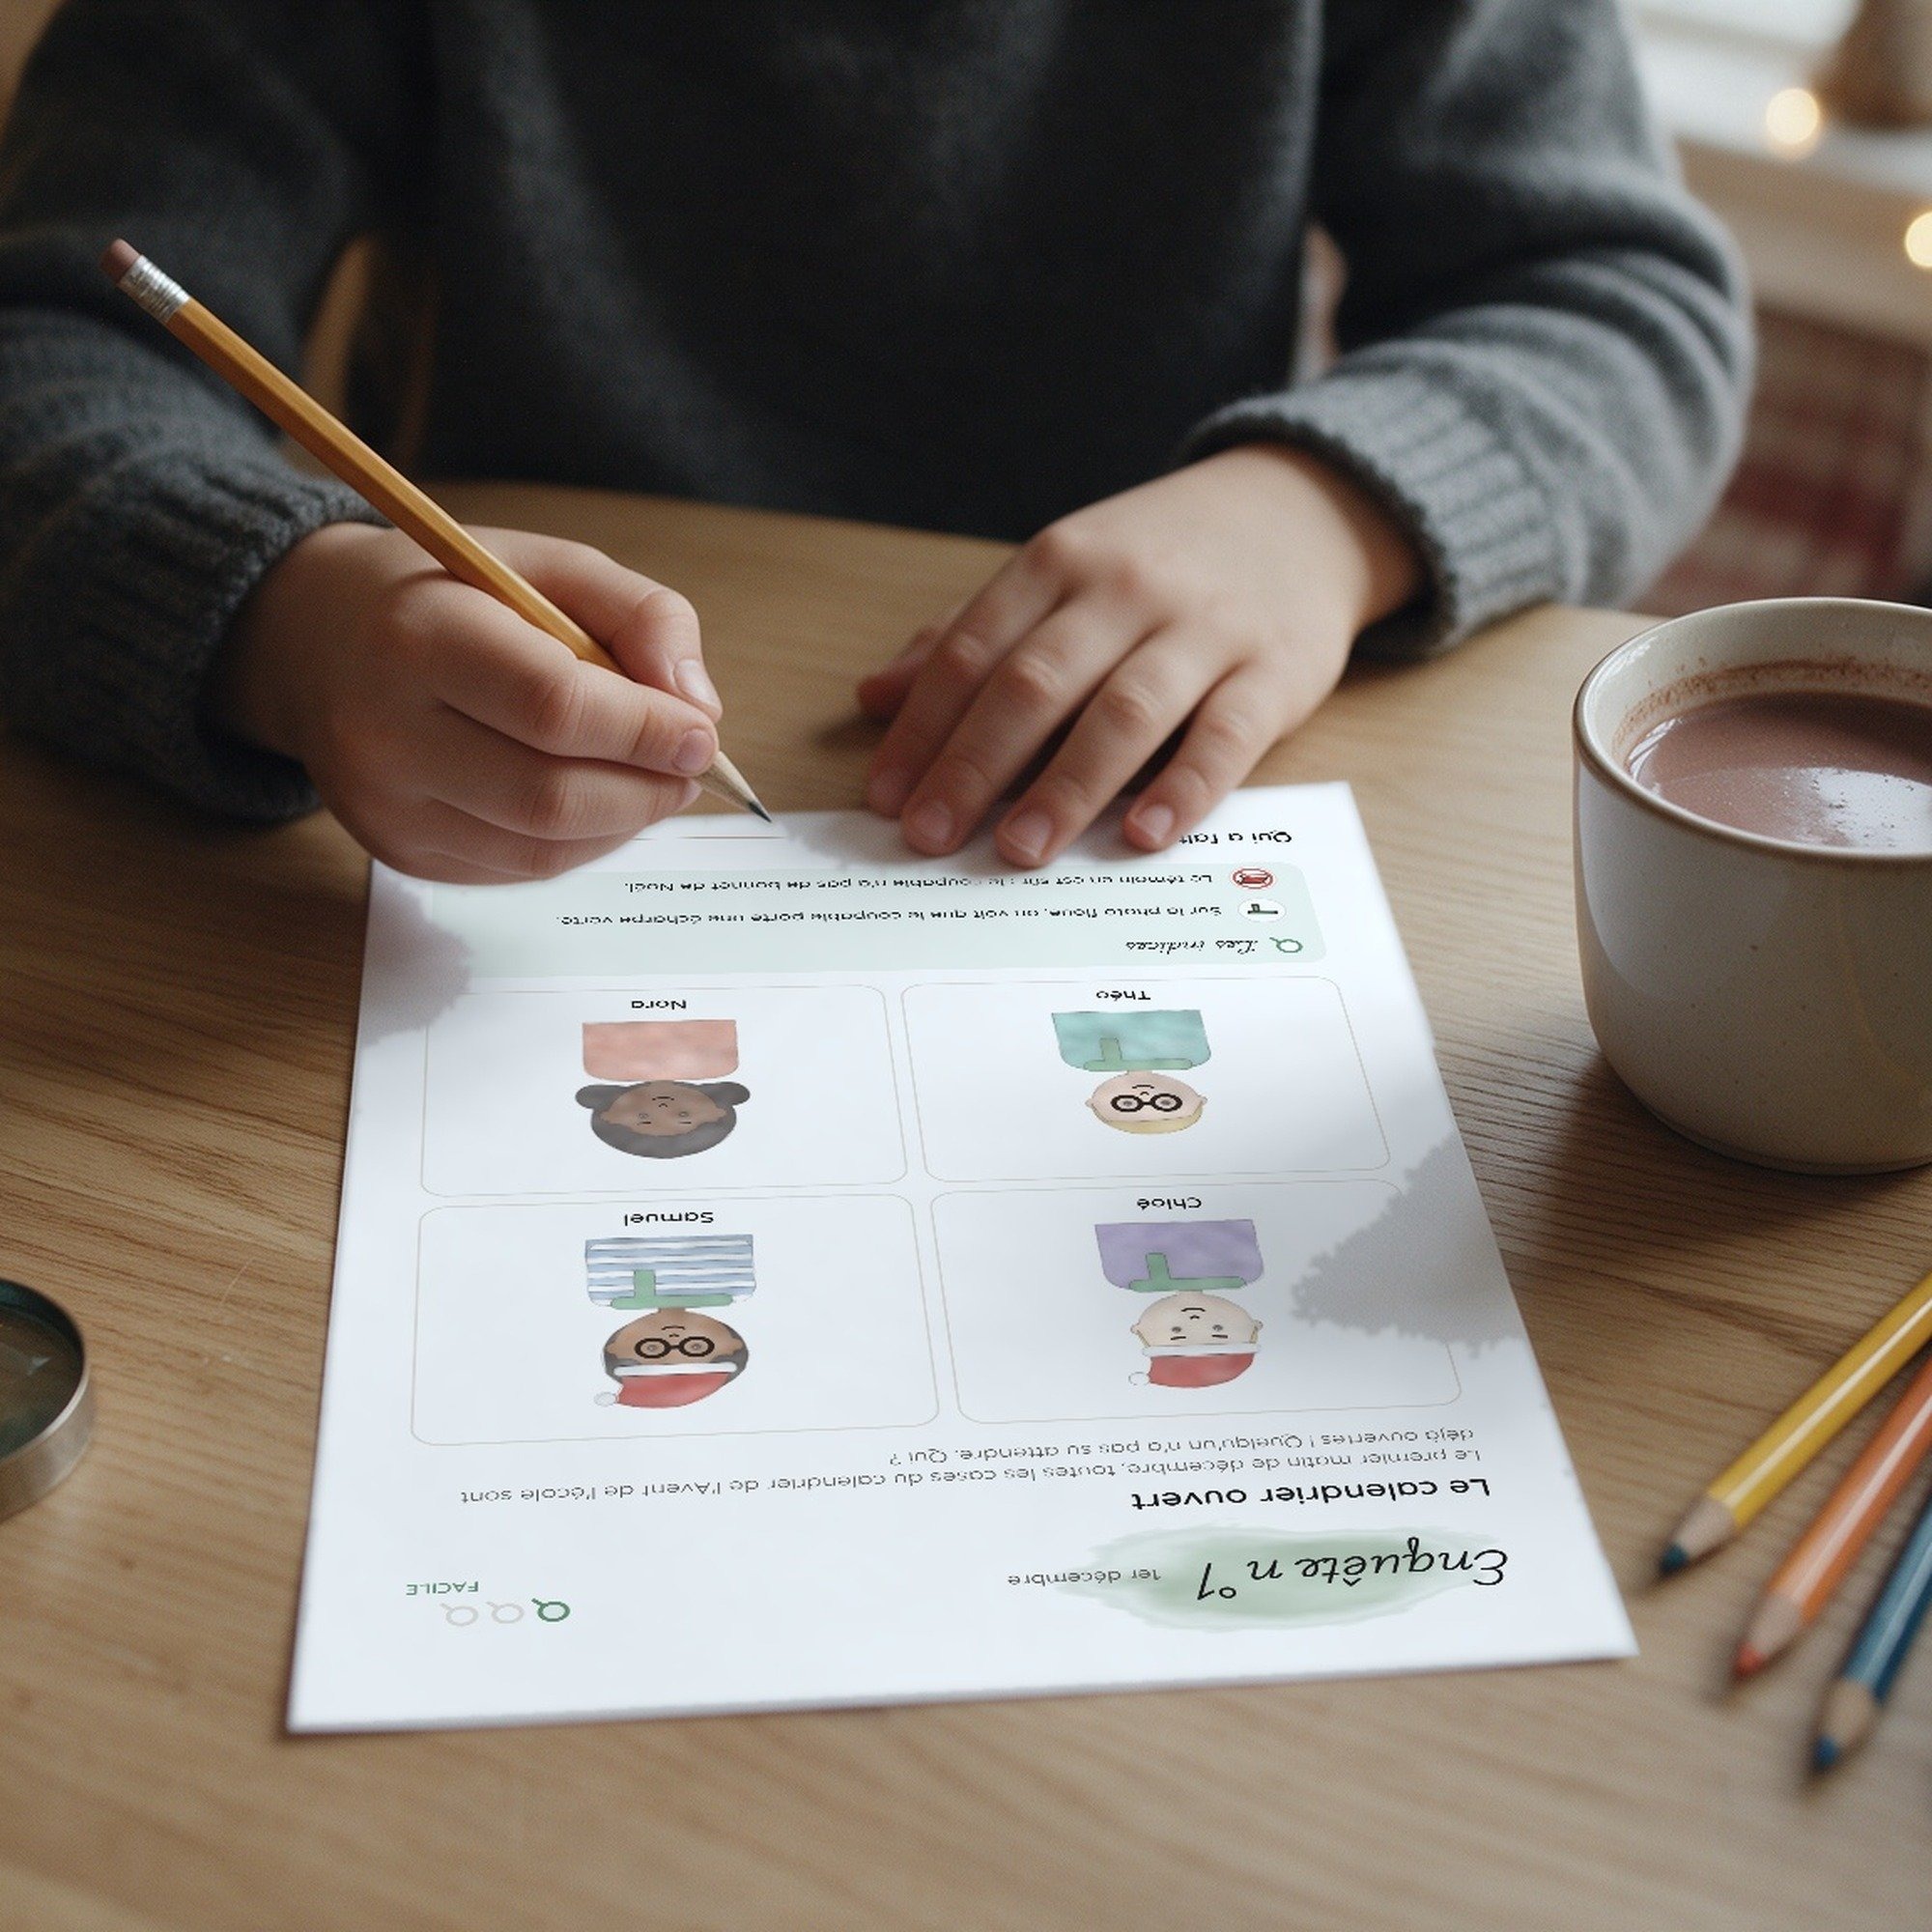 Enquête n°1 1er décembre
FACILE
Le calendrier ouvert
Le premier matin de décembre, toutes les cases du calendrier de l'Avent de l'école sont
déjà ouvertes ! Quelqu'un n'a pas su attendre. Qui ?
Chloé
Samuel
Théo
Nora
Les indices
Sur la photo floue, on voit que le coupable porte une écharpe verte.
Le témoin en est sûr : le coupable n'a pas de bonnet de Noël.
Qui a fait